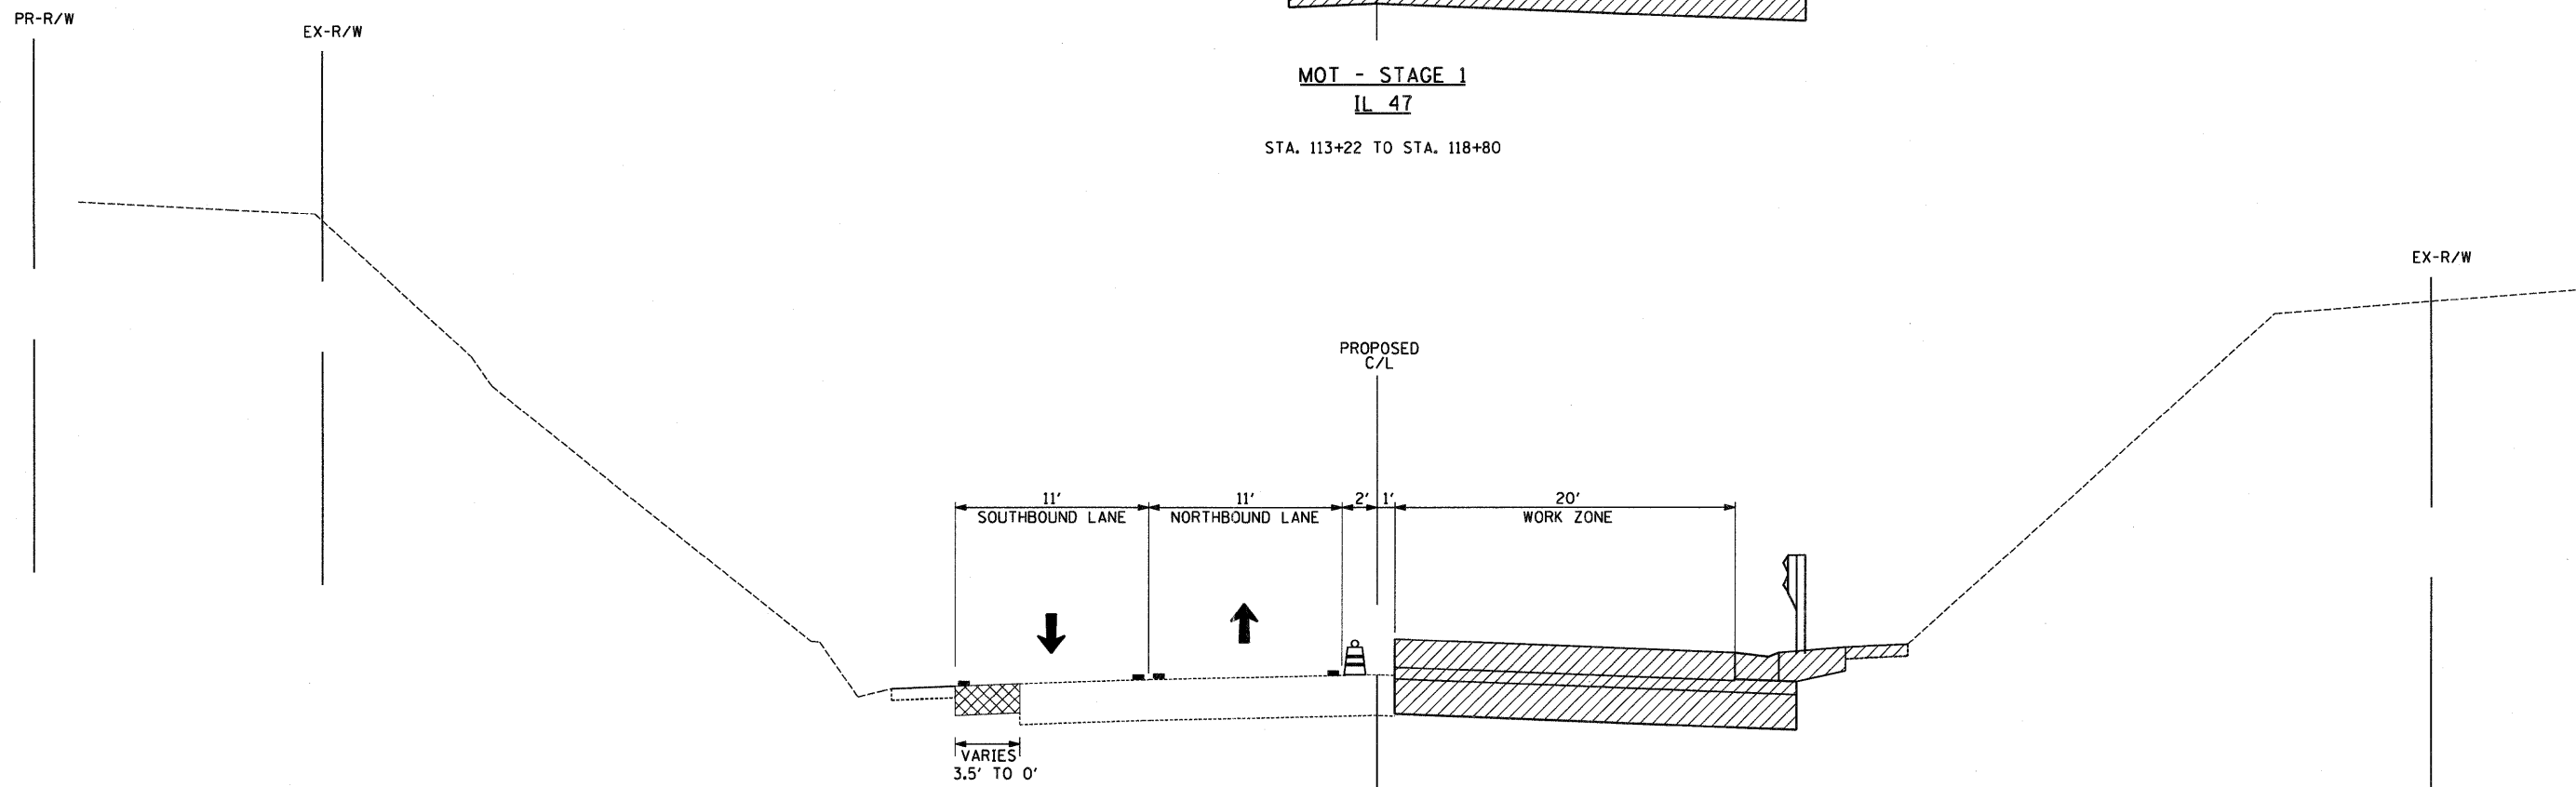 PR-R/W
EX-R/W
MOT - STAGE 1
IL 47
STA. 113+22 TO STA. 118+80
EX-R/W
PROPOSED
C/L
11'
11'
2'
1'
20'
SOUTHBOUND LANE
NORTHBOUND LANE
WORK ZONE
VARIES
3.5' TO 0'